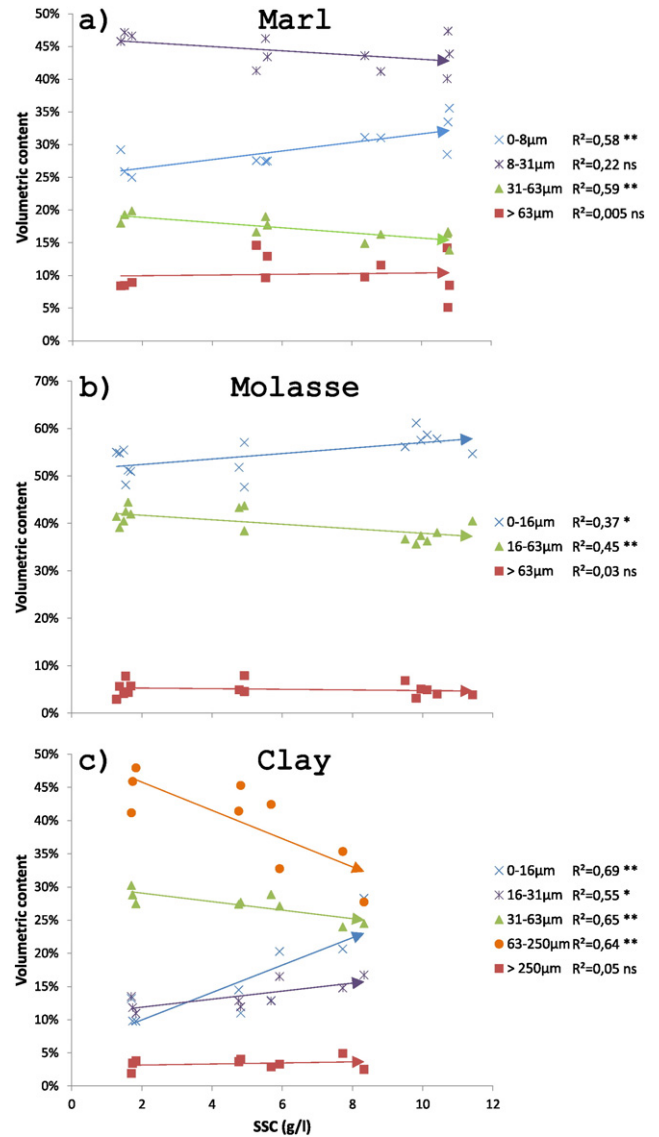 a) Marl
50%
45%
40%
35%
30%
25%
20%
15%
10%
5%
0%
Volumetric content
0-8µm R²=0,58 **
8-31µm R²=0,22 ns
31-63µm R²=0,59 **
> 63µm R²=0,005 ns
b) Molasse
70%
60%
50%
40%
30%
20%
10%
0%
Volumetric content
0-16µm R²=0,37 *
16-63µm R²=0,45 **
> 63µm R²=0,03 ns
c) Clay
50%
45%
40%
35%
30%
25%
20%
15%
10%
5%
0%
Volumetric content
0-16µm R²=0,69 **
16-31µm R²=0,55 *
31-63µm R²=0,65 **
63-250µm R²=0,64 **
> 250µm R²=0,05 ns
0 2 4 6 8 10 12
SSC (g/l)